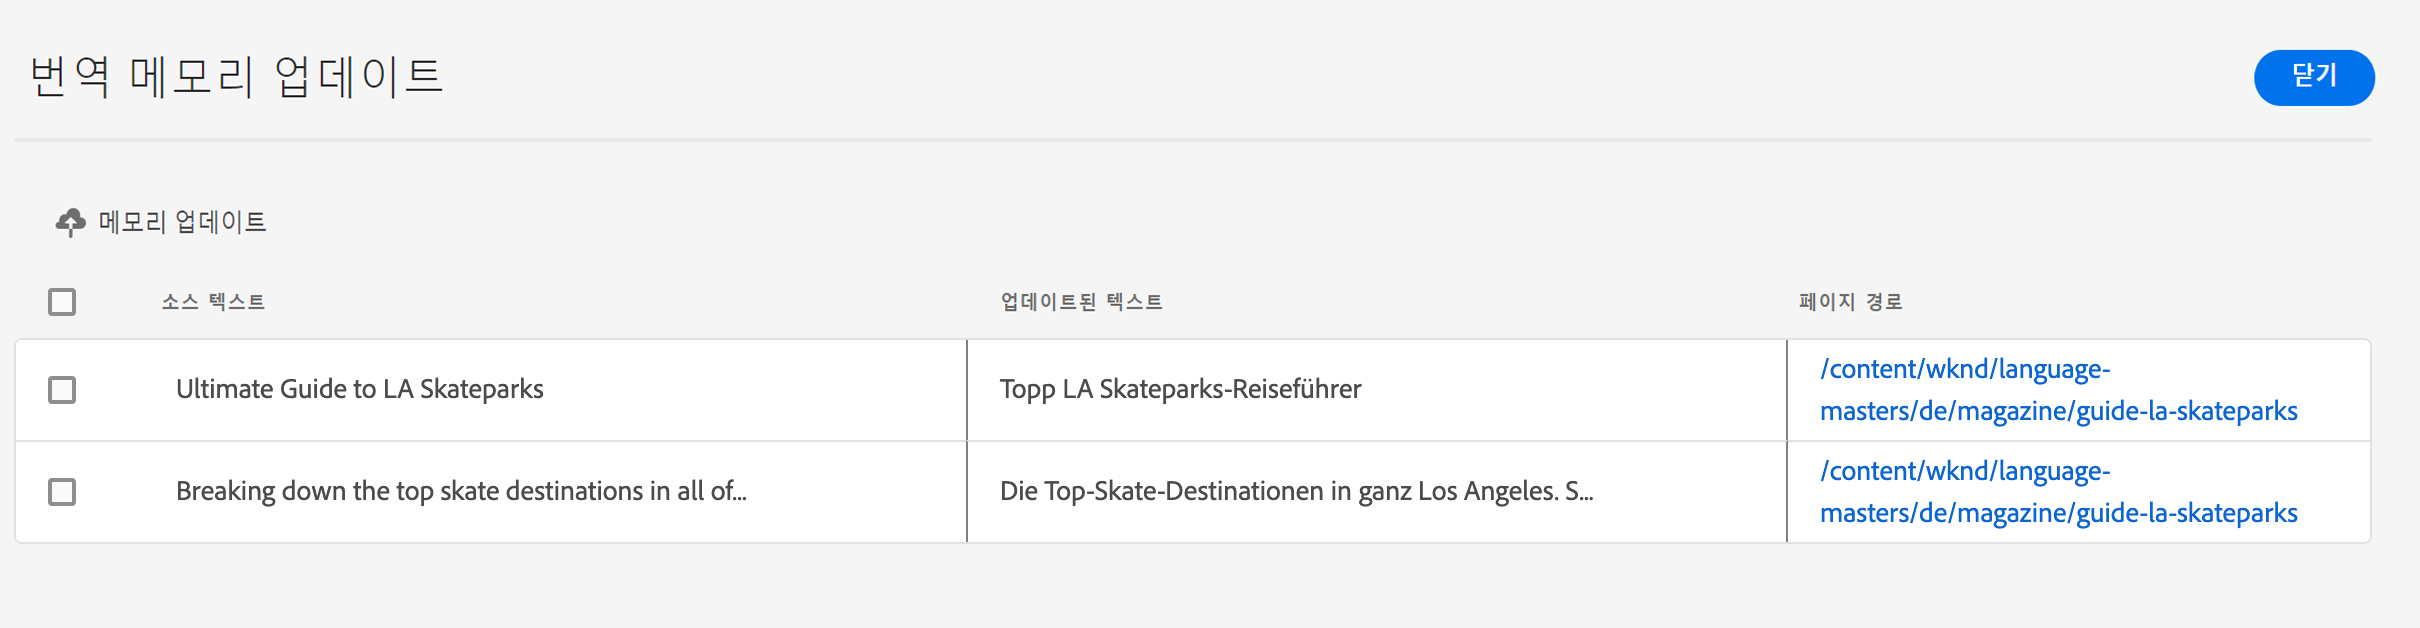 번역 메모리 업데이트
닫기
메모리 업데이트
소스 텍스트
업데이트된 텍스트
페이지 경로
Ultimate Guide to LA Skateparks
Topp LA Skateparks-Reiseführer
/content/wknd/language-
masters/de/magazine/guide-la-skateparks
Breaking down the top skate destinations in all of...
Die Top-Skate-Destinationen in ganz Los Angeles. S...
/content/wknd/language-
masters/de/magazine/guide-la-skateparks